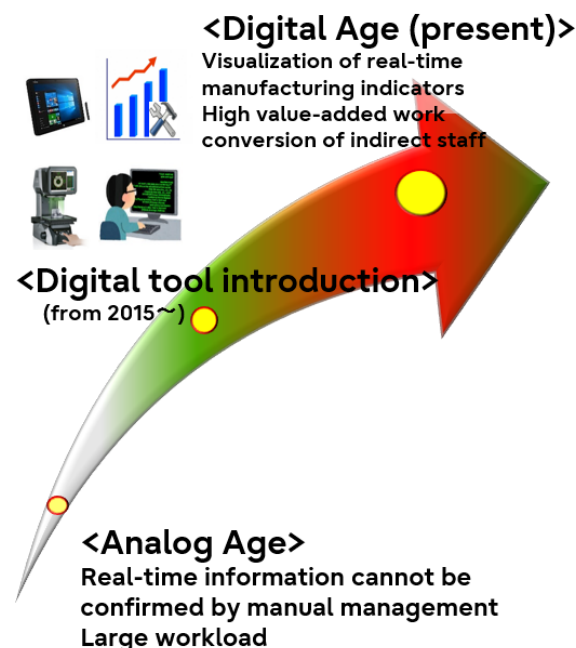 <Digital Age (present)>
Visualization of real-time
manufacturing indicators
High value-added work
conversion of indirect staff
<Digital tool introduction>
(from 2015～)
<Analog Age>
Real-time information cannot be
confirmed by manual management
Large workload